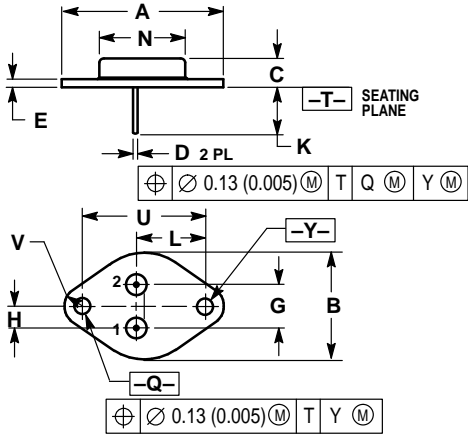 A
N
C
E
–T–
SEATING
PLANE
K
D 2 PL
⌖ ∅ 0.13 (0.005) Ⓜ T Q Ⓜ Y Ⓜ
U
V
L
–Y–
2
H
G
B
1
–Q–
⌖ ∅ 0.13 (0.005) Ⓜ T Y Ⓜ